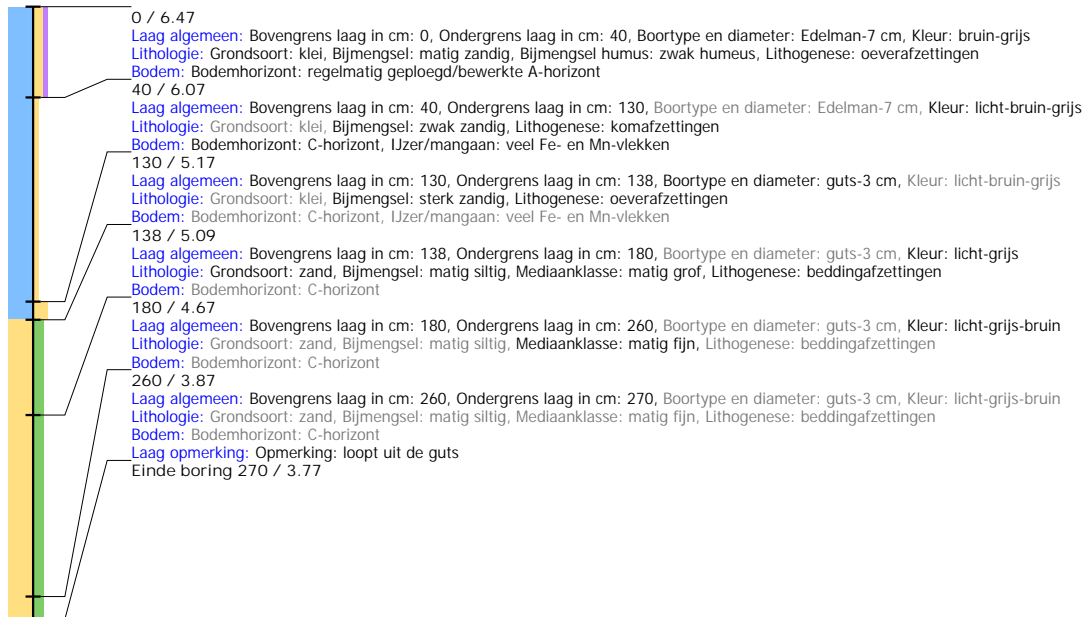 0 / 6.47
Laag algemeen: Bovengrens laag in cm: 0, Ondergrens laag in cm: 40, Boortype en diameter: Edelman-7 cm, Kleur: bruin-grijs
Lithologie: Grondsoort: klei, Bijmengsel: matig zandig, Bijmengsel humus: zwak humeus, Lithogenese: oeverafzettingen
Bodem: Bodemhorizont: regelmatig geploegd/bewerkte A-horizont
40 / 6.07
Laag algemeen: Bovengrens laag in cm: 40, Ondergrens laag in cm: 130, Boortype en diameter: Edelman-7 cm, Kleur: licht-bruin-grijs
Lithologie: Grondsoort: klei, Bijmengsel: zwak zandig, Lithogenese: komafzettingen
Bodem: Bodemhorizont: C-horizont, IJzer/mangaan: veel Fe- en Mn-vlekken
130 / 5.17
Laag algemeen: Bovengrens laag in cm: 130, Ondergrens laag in cm: 138, Boortype en diameter: guts-3 cm, Kleur: licht-bruin-grijs
Lithologie: Grondsoort: klei, Bijmengsel: sterk zandig, Lithogenese: oeverafzettingen
Bodem: Bodemhorizont: C-horizont, IJzer/mangaan: veel Fe- en Mn-vlekken
138 / 5.09
Laag algemeen: Bovengrens laag in cm: 138, Ondergrens laag in cm: 180, Boortype en diameter: guts-3 cm, Kleur: licht-grijs
Lithologie: Grondsoort: zand, Bijmengsel: matig siltig, Mediaanklasse: matig grof, Lithogenese: beddingafzettingen
Bodem: Bodemhorizont: C-horizont
180 / 4.67
Laag algemeen: Bovengrens laag in cm: 180, Ondergrens laag in cm: 260, Boortype en diameter: guts-3 cm, Kleur: licht-grijs-bruin
Lithologie: Grondsoort: zand, Bijmengsel: matig siltig, Mediaanklasse: matig fijn, Lithogenese: beddingafzettingen
Bodem: Bodemhorizont: C-horizont
260 / 3.87
Laag algemeen: Bovengrens laag in cm: 260, Ondergrens laag in cm: 270, Boortype en diameter: guts-3 cm, Kleur: licht-grijs-bruin
Lithologie: Grondsoort: zand, Bijmengsel: matig siltig, Mediaanklasse: matig fijn, Lithogenese: beddingafzettingen
Bodem: Bodemhorizont: C-horizont
Laag opmerking: Opmerking: loopt uit de guts
Einde boring 270 / 3.77